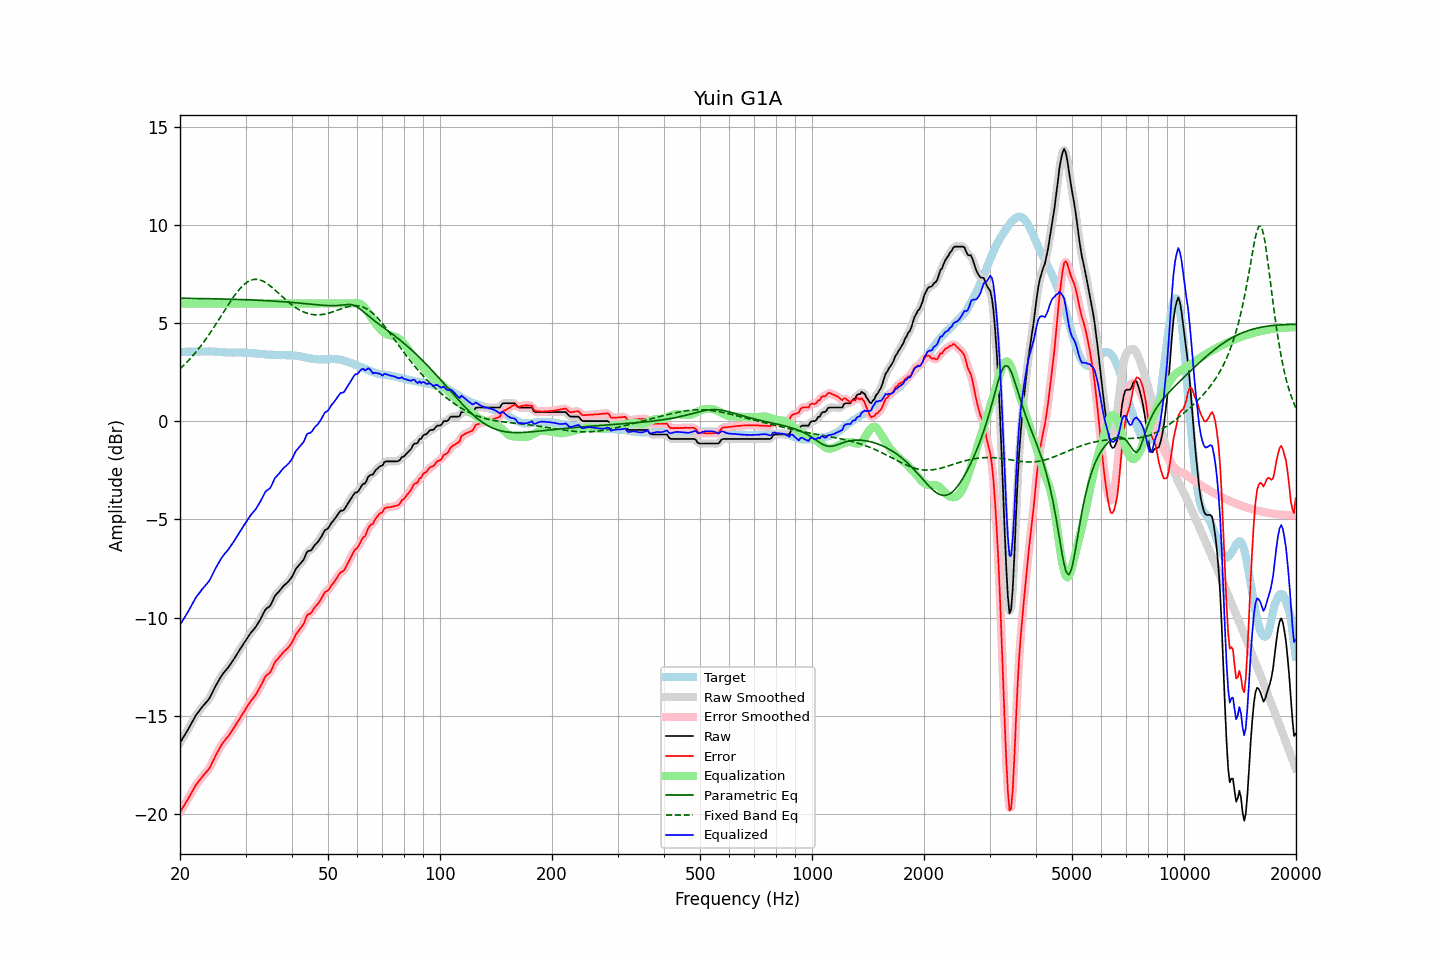 Yuin G1A
15
10
5
0
−5
−10
−15
−20
Amplitude (dBr)
Target
Raw Smoothed
Error Smoothed
Raw
Error
Equalization
Parametric Eq
Fixed Band Eq
Equalized
20 50 100 200 500 1000 2000 5000 10000 20000
Frequency (Hz)